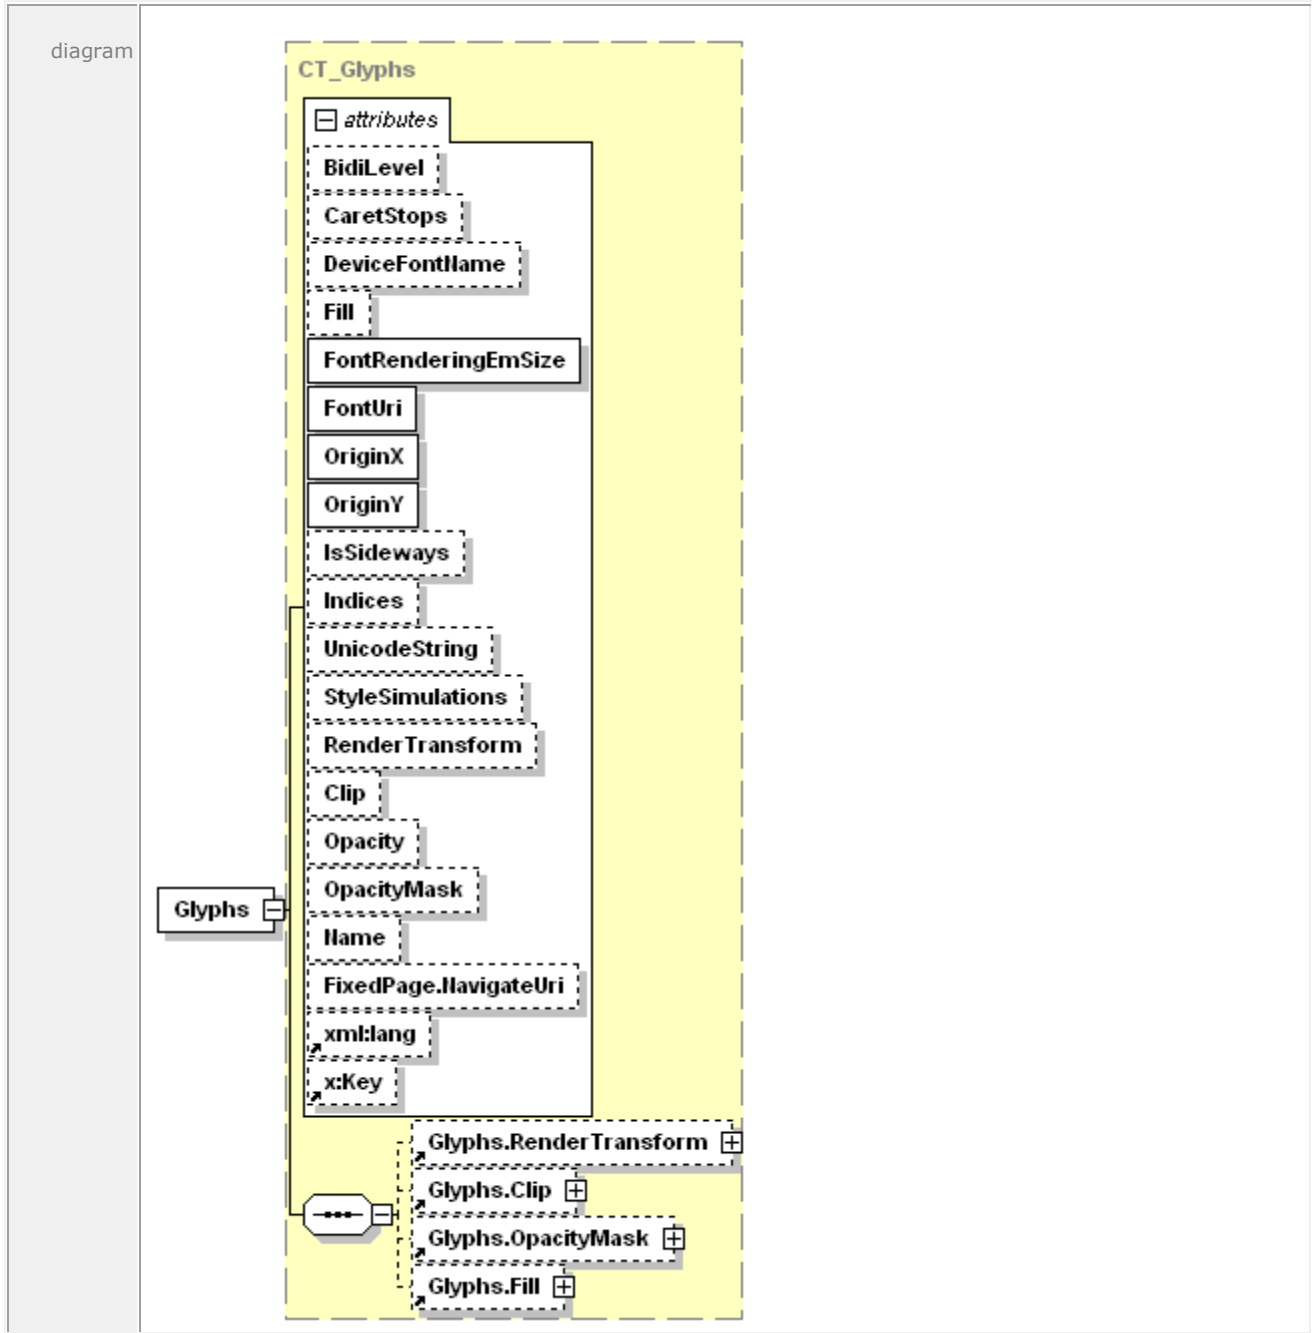 diagram
CT_Glyphs
attributes
BidiLevel
CaretStops
DeviceFontName
Fill
FontRenderingEmSize
FontUri
OriginX
OriginY
IsSideways
Indices
UnicodeString
StyleSimulations
RenderTransform
Clip
Opacity
OpacityMask
Glyphs
Name
FixedPage.NavigateUri
xml:lang
x:Key
Glyphs.RenderTransform
Glyphs.Clip
Glyphs.OpacityMask
Glyphs.Fill